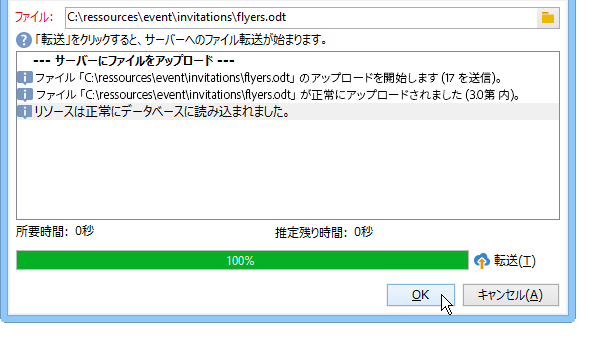 ファイル: C:\ressources\event\invitations\flyers.odt
「転送」をクリックすると、サーバーへのファイル転送が始まります。
--- サーバーにファイルをアップロード ---
ファイル「C:\ressources\event\invitations\flyers.odt」のアップロードを開始します (17 を送信)。
ファイル「C:\ressources\event\invitations\flyers.odt」が正常にアップロードされました (3.0第 内)。
リソースは正常にデータベースに読み込まれました。
所要時間: 0秒 推定残り時間: 0秒
100% 転送(T)
OK キャンセル(A)